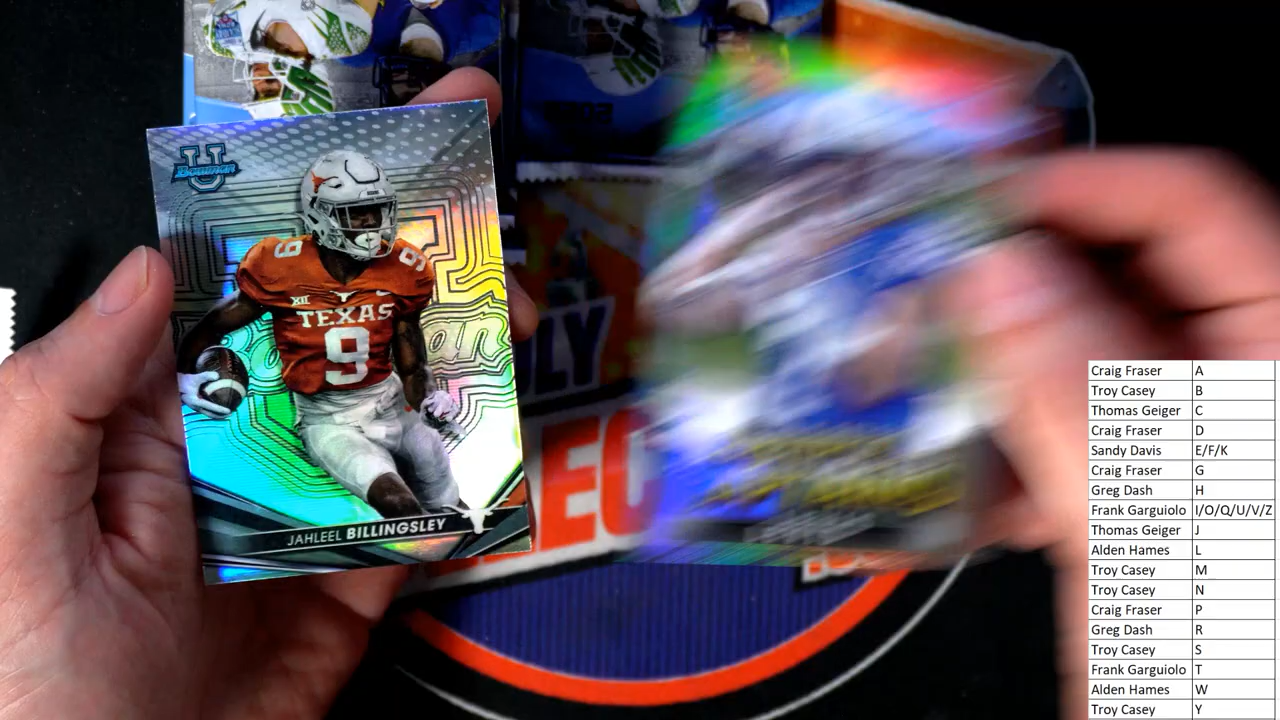 U
Bowman
9 9
XII
TEXAS
9
JAHLEEL BILLINGSLEY
Craig Fraser A
Troy Casey B
Thomas Geiger C
Craig Fraser D
Sandy Davis E/F/K
Craig Fraser G
Greg Dash H
Frank Garguiolo I/O/Q/U/V/Z
Thomas Geiger J
Alden Hames L
Troy Casey M
Troy Casey N
Craig Fraser P
Greg Dash R
Troy Casey S
Frank Garguiolo T
Alden Hames W
Troy Casey Y